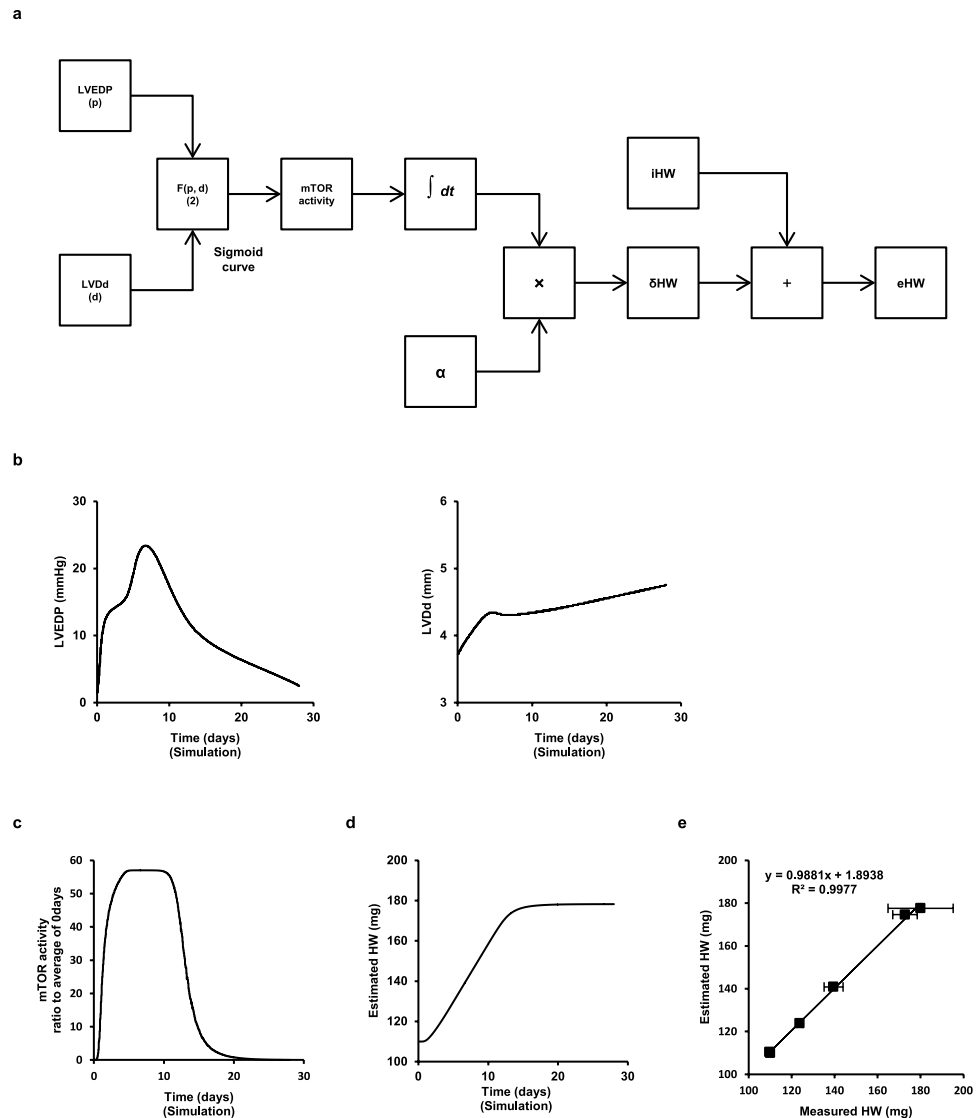 a
LVEDP
(p)
F(p, d)
(2)
mTOR
activity
∫ dt
iHW
Sigmoid
curve
LVDd
(d)
×
δHW
+
eHW
α
b
30
20
10
0
LVEDP (mmHg)
0 10 20 30
Time (days)
(Simulation)
6
5
4
3
LVDd (mm)
0 10 20 30
Time (days)
(Simulation)
c
60
50
40
30
20
10
0
mTOR activity
ratio to average of 0days
0 10 20 30
Time (days)
(Simulation)
d
200
180
160
140
120
100
Estimated HW (mg)
0 10 20 30
Time (days)
(Simulation)
e
200
180
160
140
120
100
Estimated HW (mg)
y = 0.9881x + 1.8938
R² = 0.9977
100 120 140 160 180 200
Measured HW (mg)